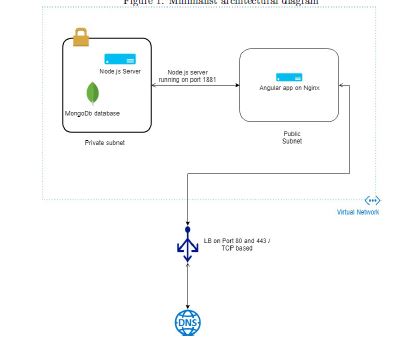 Figure 1: Minimalist architectural diagram
Node js Server
Node.js server
running on port 1881
Angular app on Nginx
MongoDb database
Private subnet
Public
Subnet
Virtual Network
LB on Port 80 and 443 /
TCP based
DNS